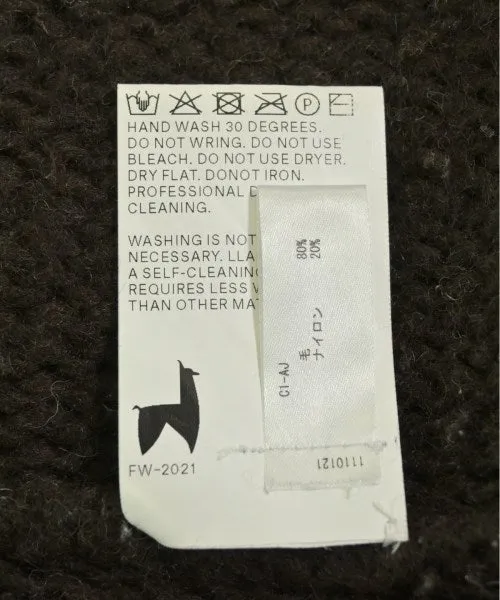 HAND WASH 30 DEGREES.
DO NOT WRING. DO NOT USE
BLEACH. DO NOT USE DRYER.
DRY FLAT. DONOT IRON.
PROFESSIONAL
CLEANING.
WASHING IS NOT
NECESSARY.
A SELF-CLEANING
REQUIRES LESS
THAN OTHER
FW-2021
C1-AJ
毛 80%
ナイロン 20%
1110121
P